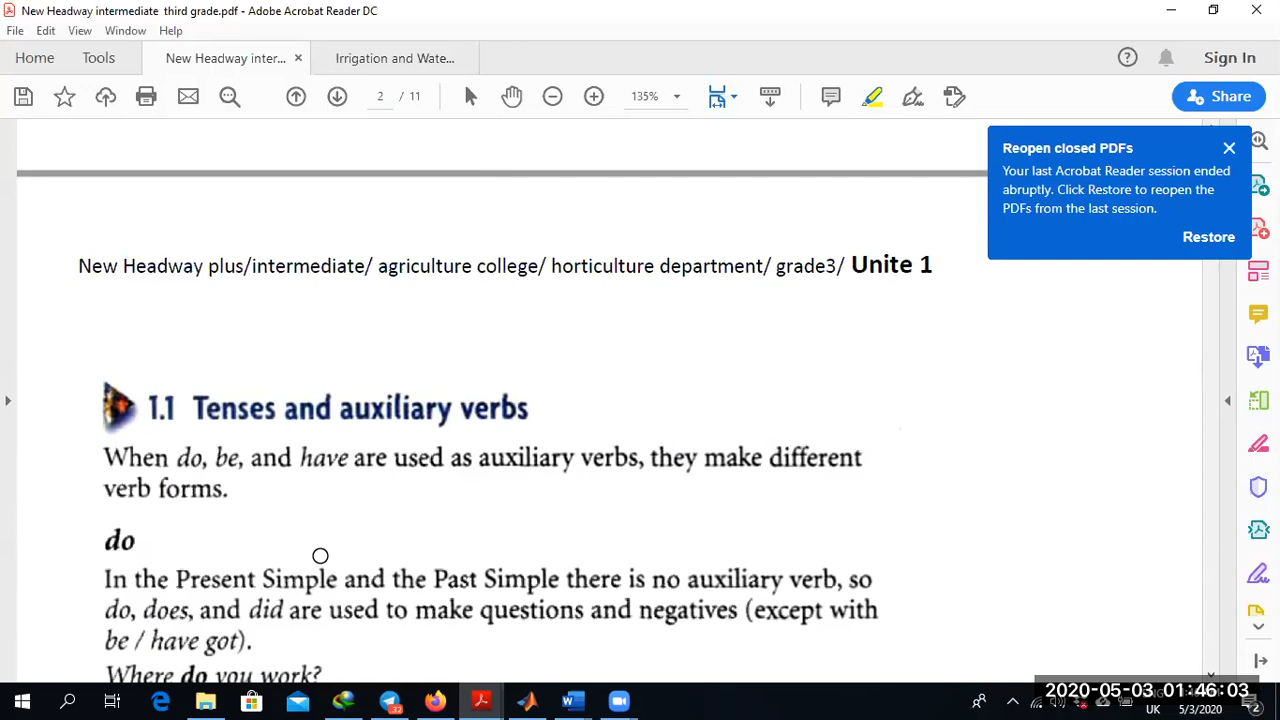 New Headway intermediate  third grade.pdf - Adobe Acrobat Reader DC
File Edit View Window Help
Home Tools New Headway inter... × Irrigation and Wate... Sign In
2 / 11 135% Share
Reopen closed PDFs
Your last Acrobat Reader session ended
abruptly. Click Restore to reopen the
PDFs from the last session.
Restore
New Headway plus/intermediate/ agriculture college/ horticulture department/ grade3/ Unite 1
1.1 Tenses and auxiliary verbs
When do, be, and have are used as auxiliary verbs, they make different
verb forms.
do
In the Present Simple and the Past Simple there is no auxiliary verb, so
do, does, and did are used to make questions and negatives (except with
be / have got).
Where do you work?
32
2020-05-03 01:46:03
UK 5/3/2020 2